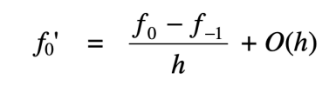 f₀' = (f₀ − f₋₁)/h + O(h)